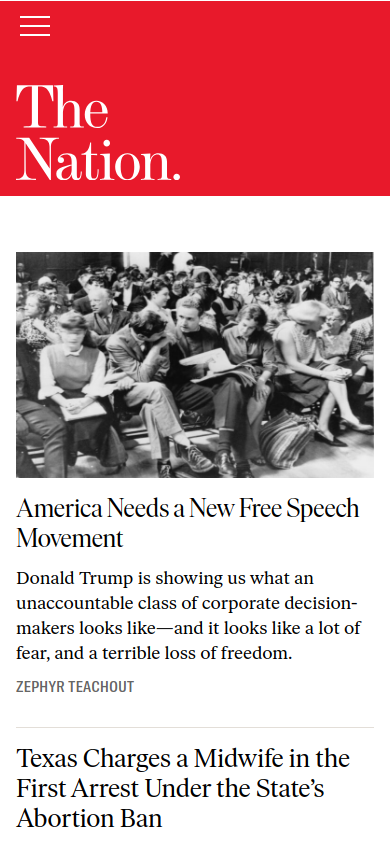 The
Nation.
America Needs a New Free Speech
Movement
Donald Trump is showing us what an
unaccountable class of corporate decision-
makers looks like—and it looks like a lot of
fear, and a terrible loss of freedom.
ZEPHYR TEACHOUT
Texas Charges a Midwife in the
First Arrest Under the State’s
Abortion Ban